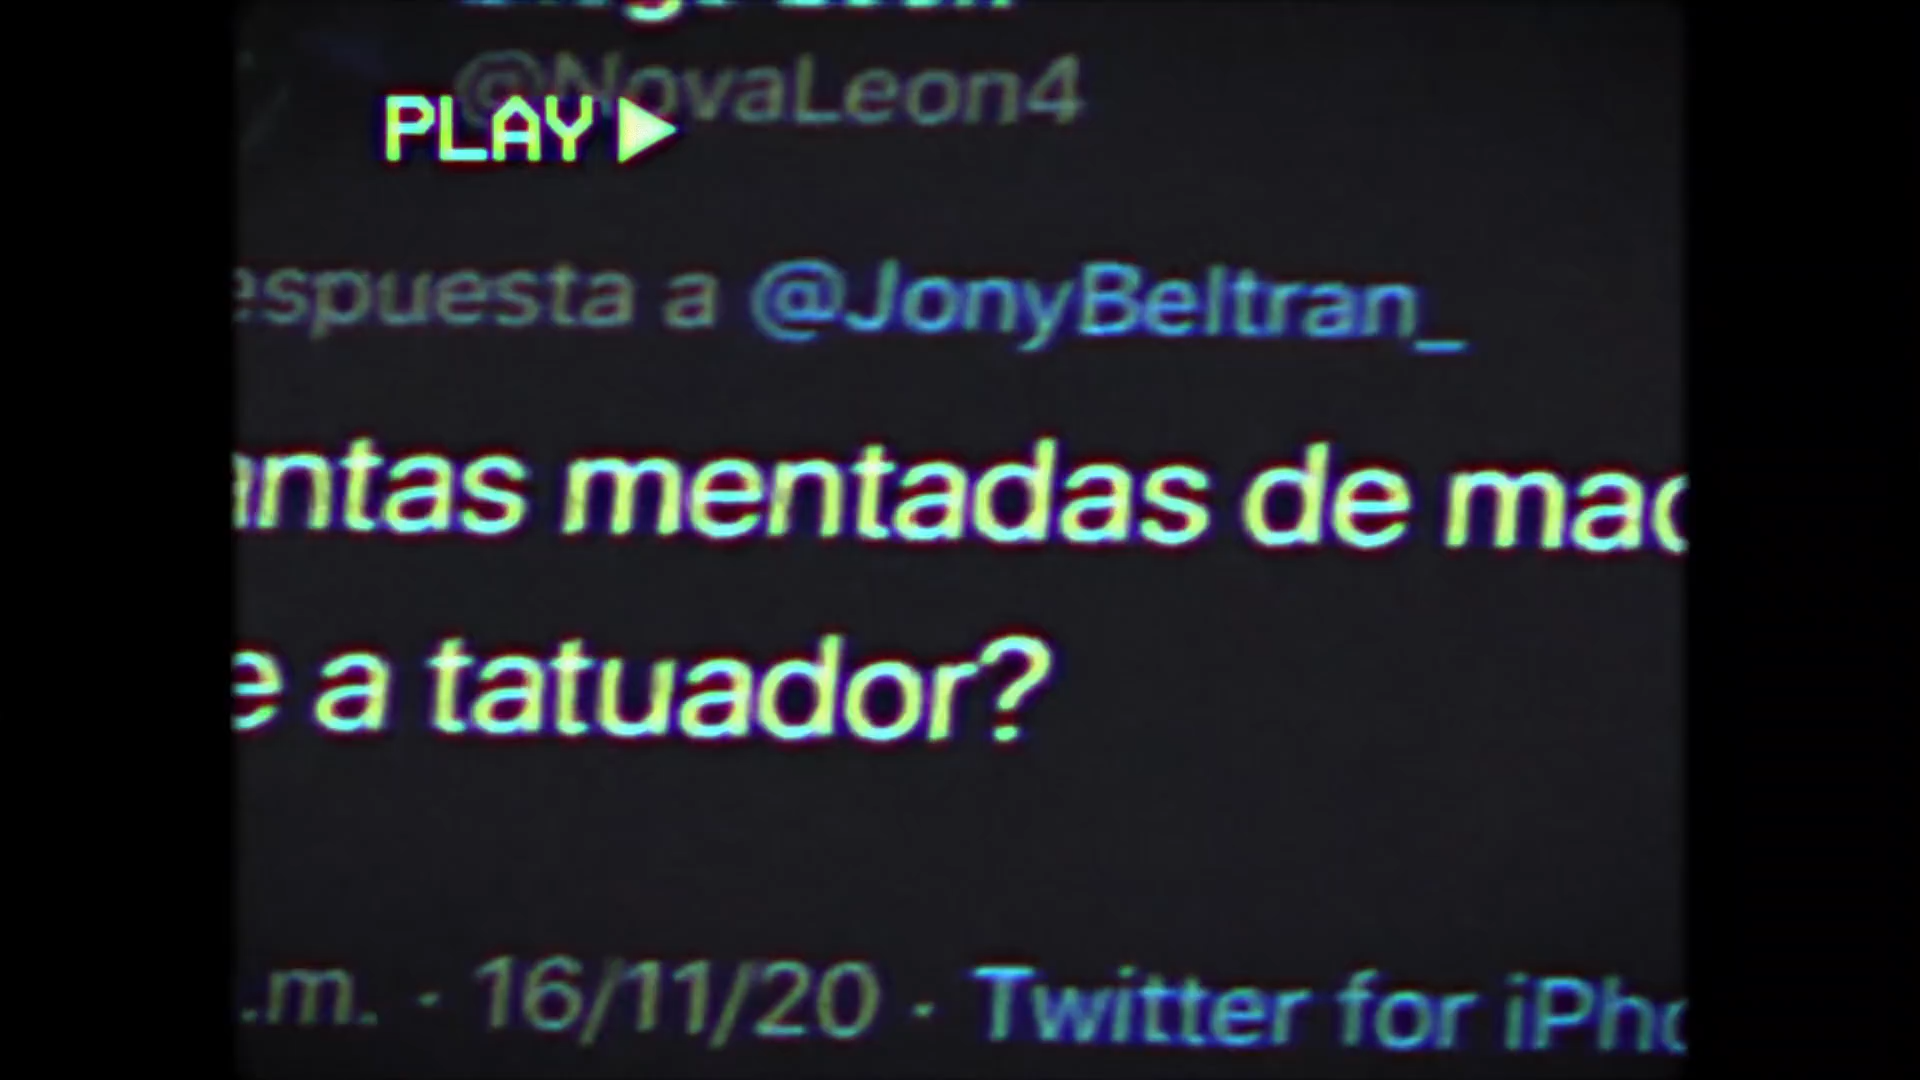 @NovaLeon4
PLAY
espuesta a @JonyBeltran_
antas mentadas de mad
e a tatuador?
.m. · 16/11/20 · Twitter for iPho